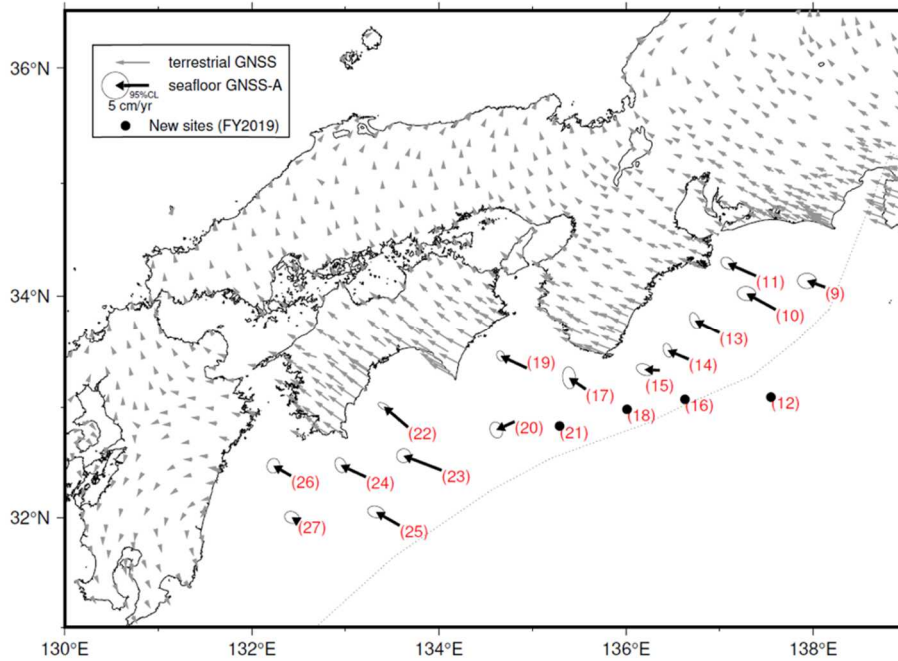 36°N
34°N
32°N
terrestrial GNSS
seafloor GNSS-A
95%CL
5 cm/yr
New sites (FY2019)
(11)
(9)
(10)
(13)
(14)
(19)
(15)
(17)
(16)
(12)
(18)
(22)
(20)
(21)
(23)
(26)
(24)
(27)
(25)
130°E
132°E
134°E
136°E
138°E